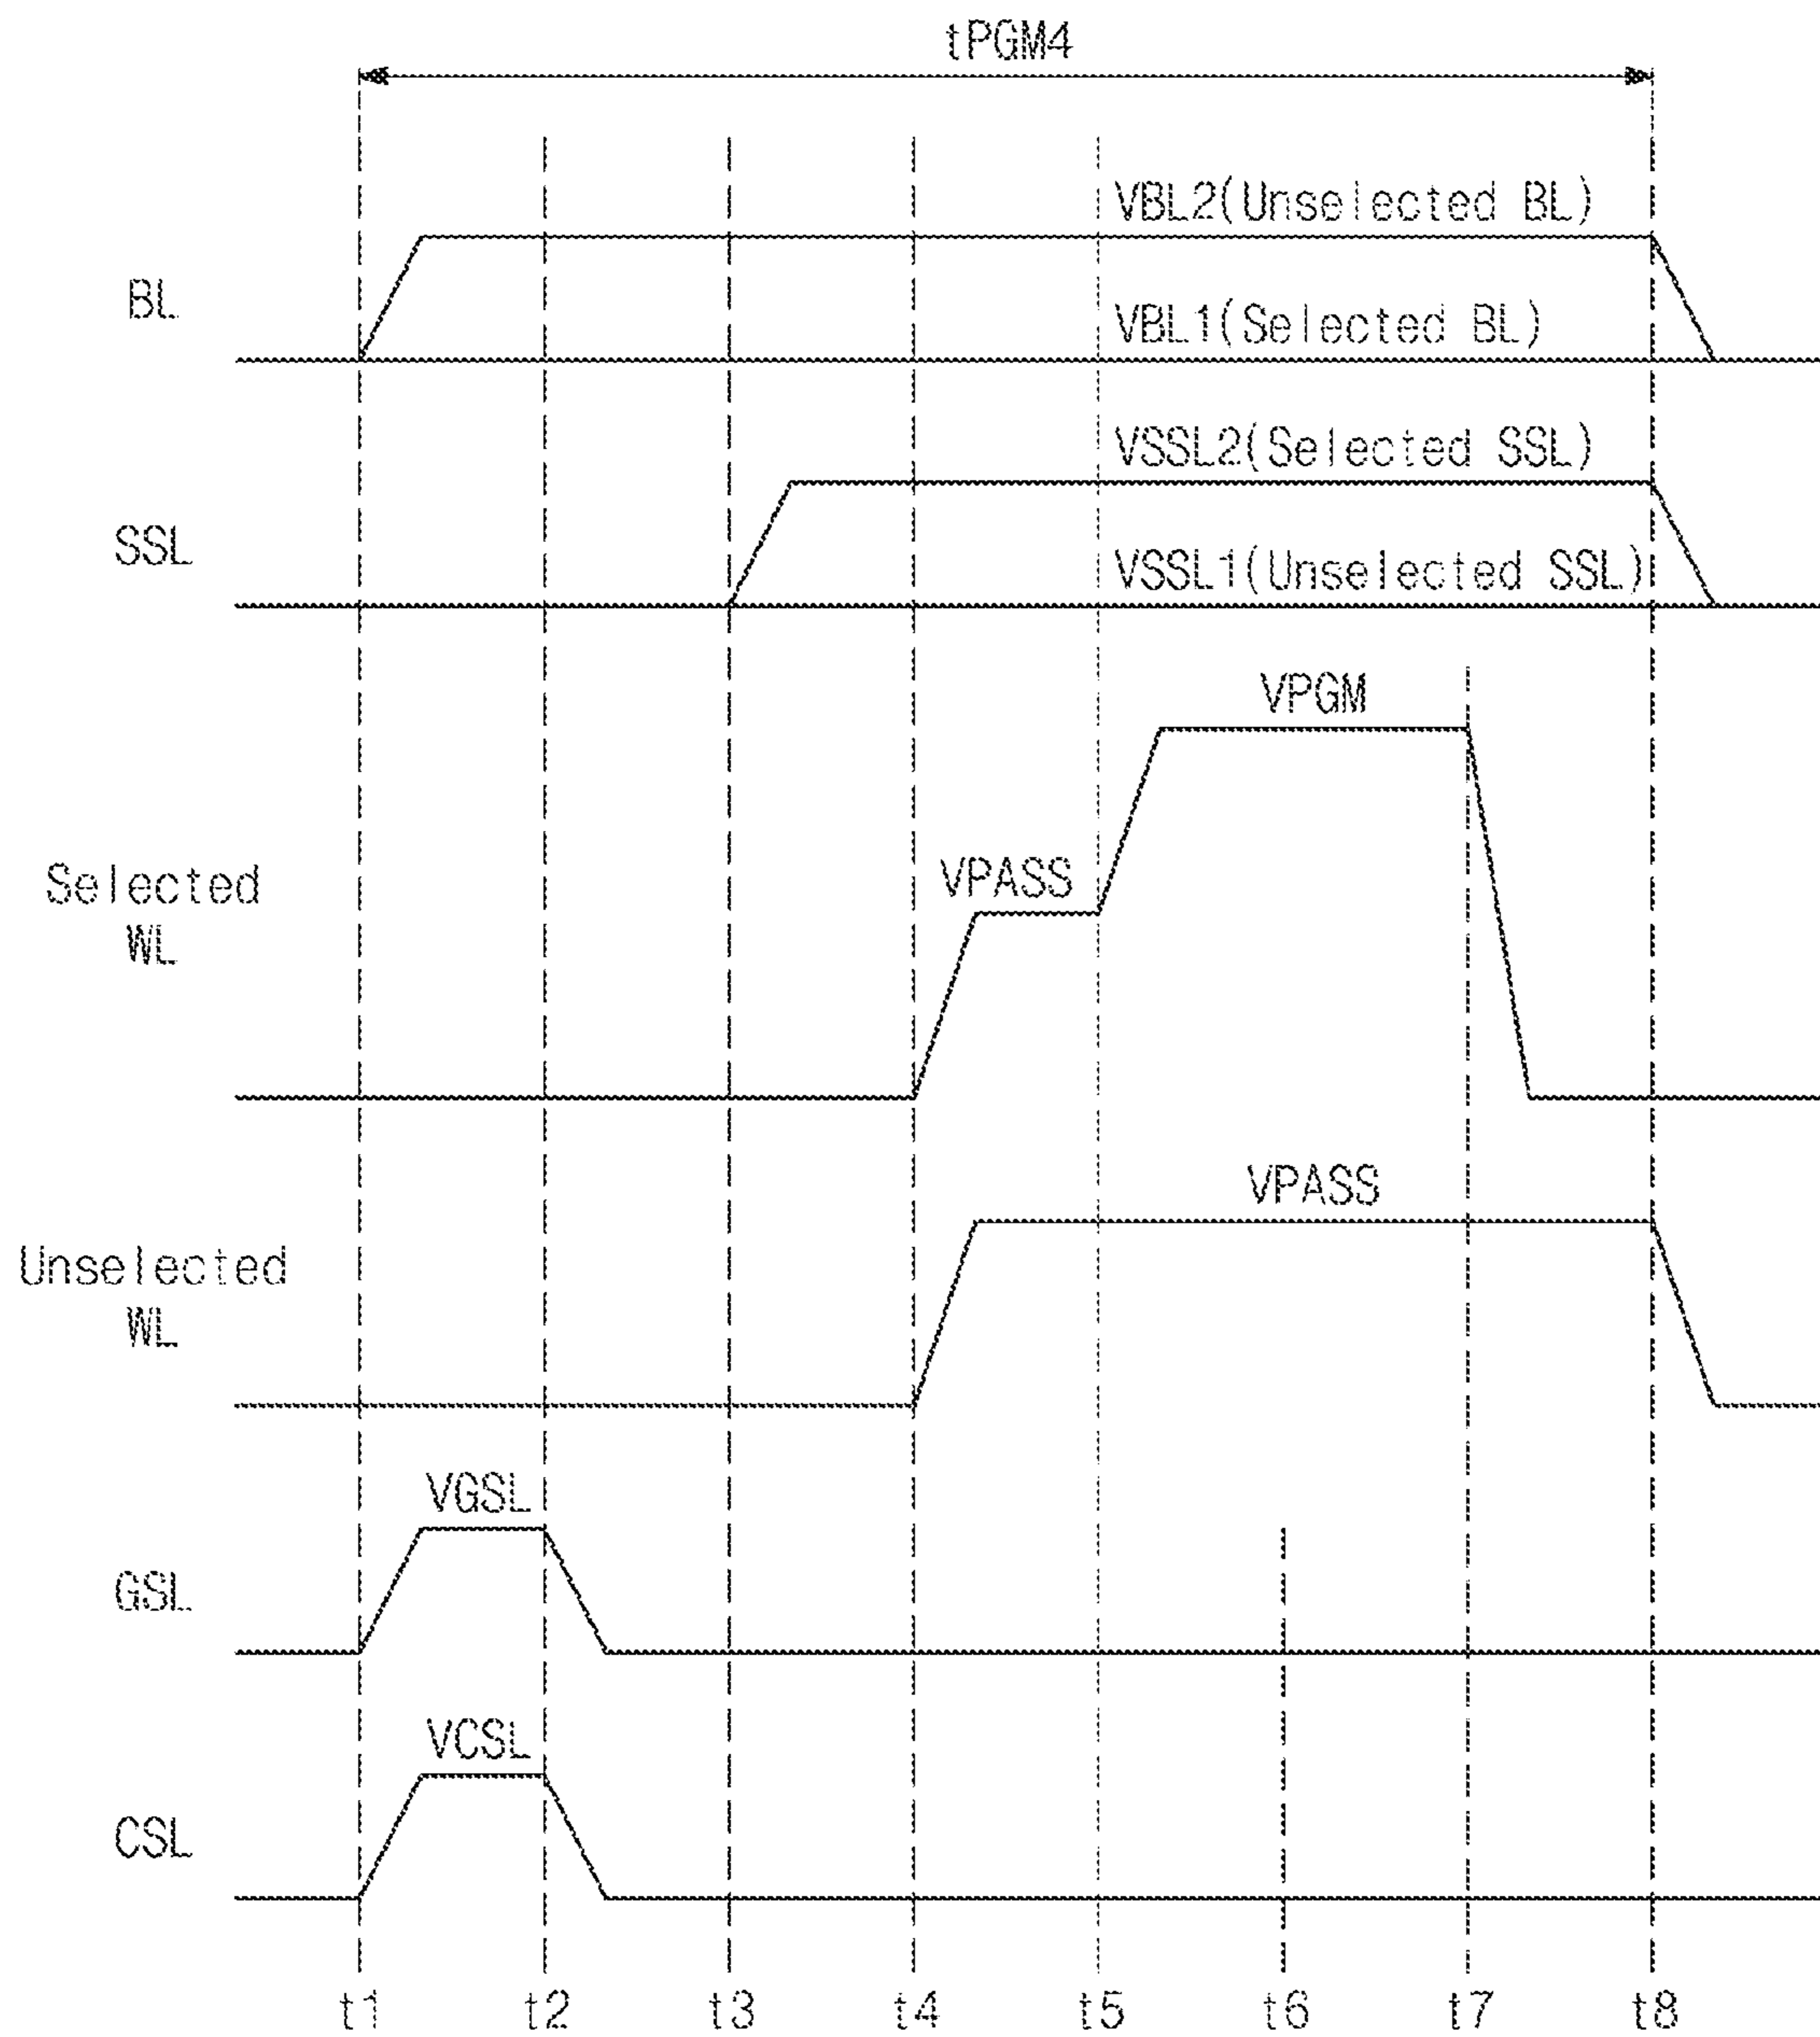 tPGM4
VBL2(Unselected BL)
BL
VBL1(Selected BL)
VSSL2(Selected SSL)
SSL
VSSL1(Unselected SSL)
VPGM
Selected
WL
VPASS
VPASS
Unselected
WL
VGSL
GSL
VCSL
CSL
t1 t2 t3 t4 t5 t6 t7 t8